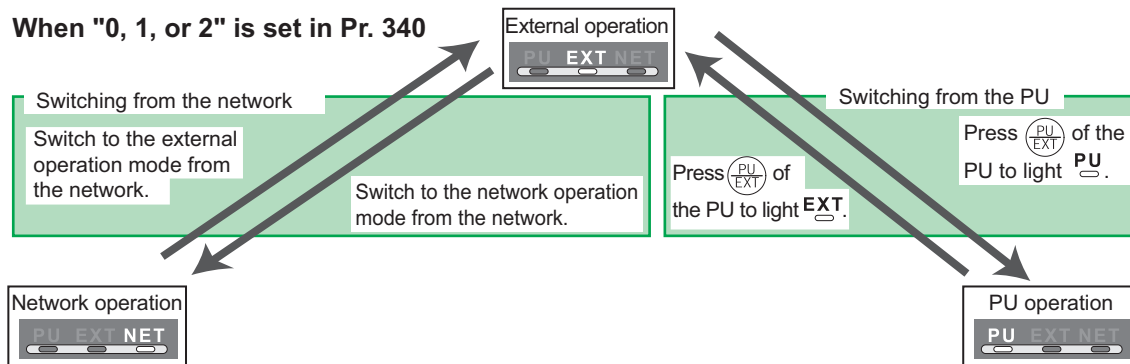 When "0, 1, or 2" is set in Pr. 340
External operation
PU EXT NET
Switching from the network
Switch to the external
operation mode from
the network.
Switch to the network operation
mode from the network.
Switching from the PU
Press PU/EXT of
the PU to light EXT.
Press PU/EXT of the
PU to light PU.
Network operation
PU EXT NET
PU operation
PU EXT NET